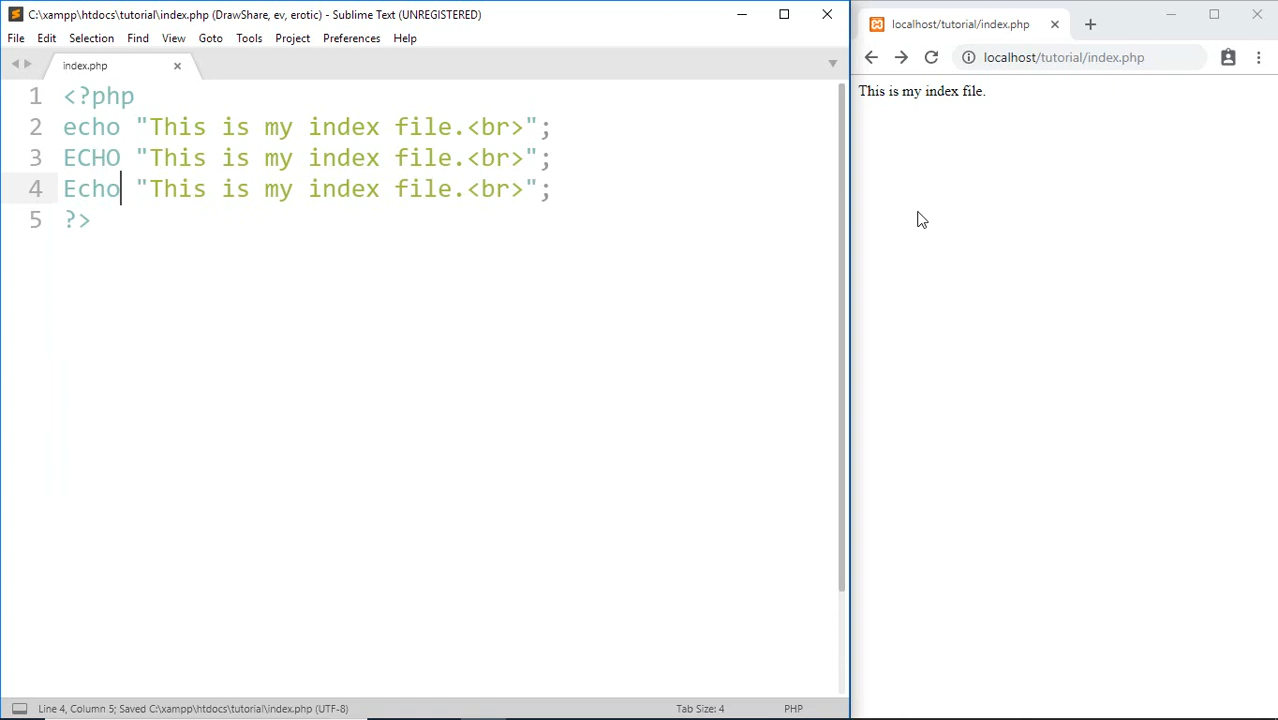 C:\xampp\htdocs\tutorial\index.php (DrawShare, ev, erotic) - Sublime Text (UNREGISTERED)
File Edit Selection Find View Goto Tools Project Preferences Help
index.php
1 <?php
2 echo "This is my index file.<br>";
3 ECHO "This is my index file.<br>";
4 Echo "This is my index file.<br>";
5 ?>
Line 4, Column 5; Saved C:\xampp\htdocs\tutorial\index.php (UTF-8) Tab Size: 4 PHP
localhost/tutorial/index.php
localhost/tutorial/index.php
This is my index file.